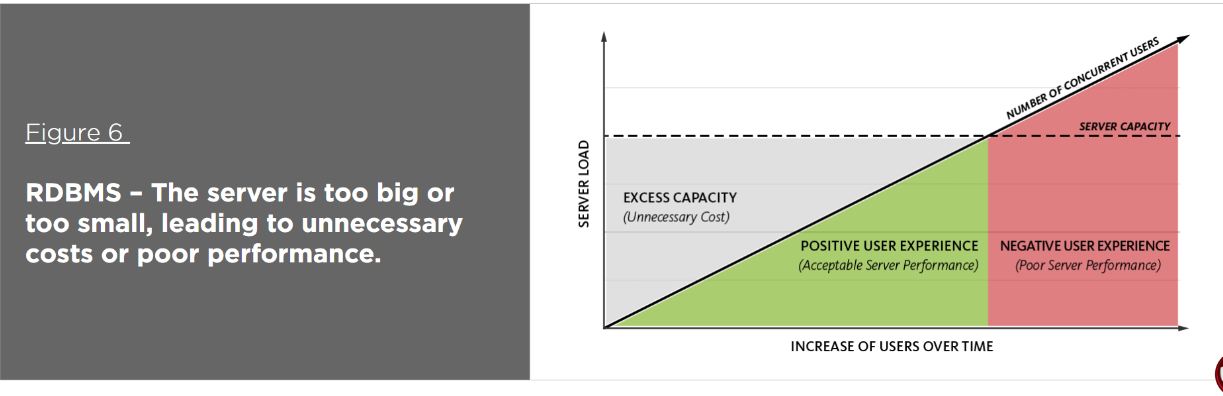 Figure 6
RDBMS – The server is too big or
too small, leading to unnecessary
costs or poor performance.
SERVER LOAD
NUMBER OF CONCURRENT USERS
SERVER CAPACITY
EXCESS CAPACITY
(Unnecessary Cost)
POSITIVE USER EXPERIENCE
(Acceptable Server Performance)
NEGATIVE USER EXPERIENCE
(Poor Server Performance)
INCREASE OF USERS OVER TIME